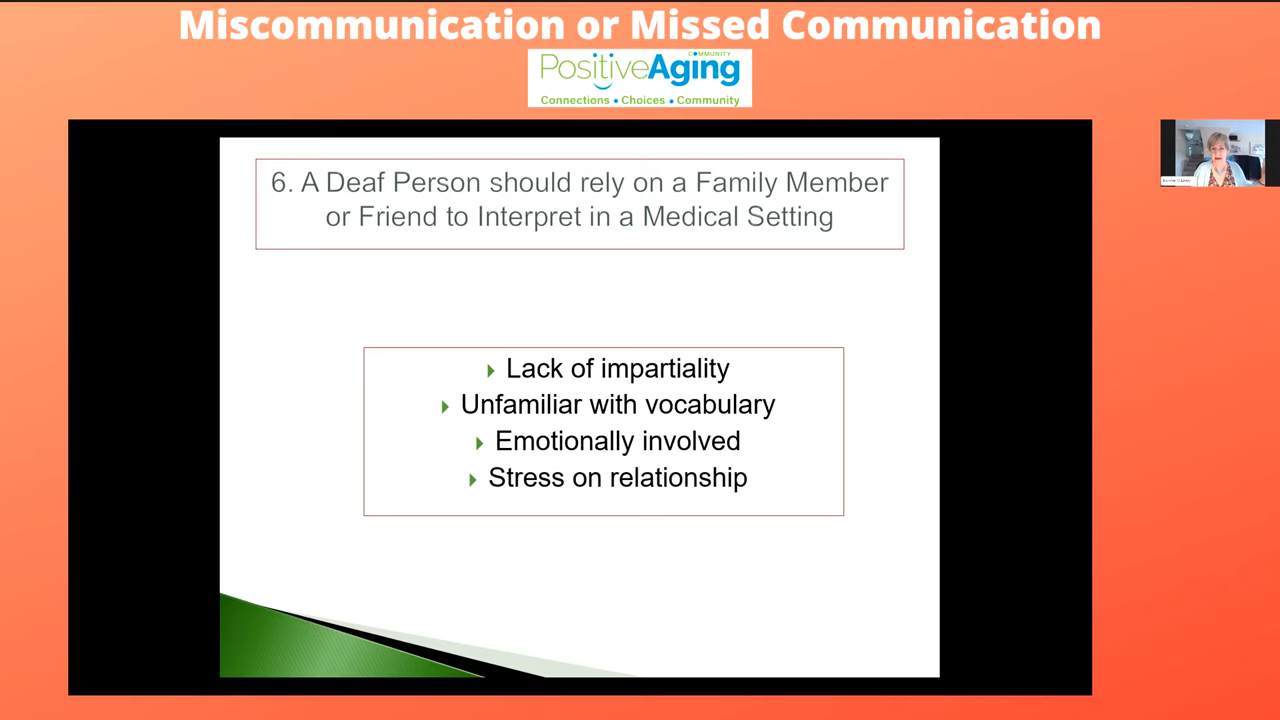 Miscommunication or Missed Communication
COMMUNITY
PositiveAging
Connections • Choices • Community
6. A Deaf Person should rely on a Family Member
or Friend to Interpret in a Medical Setting
Lack of impartiality
Unfamiliar with vocabulary
Emotionally involved
Stress on relationship